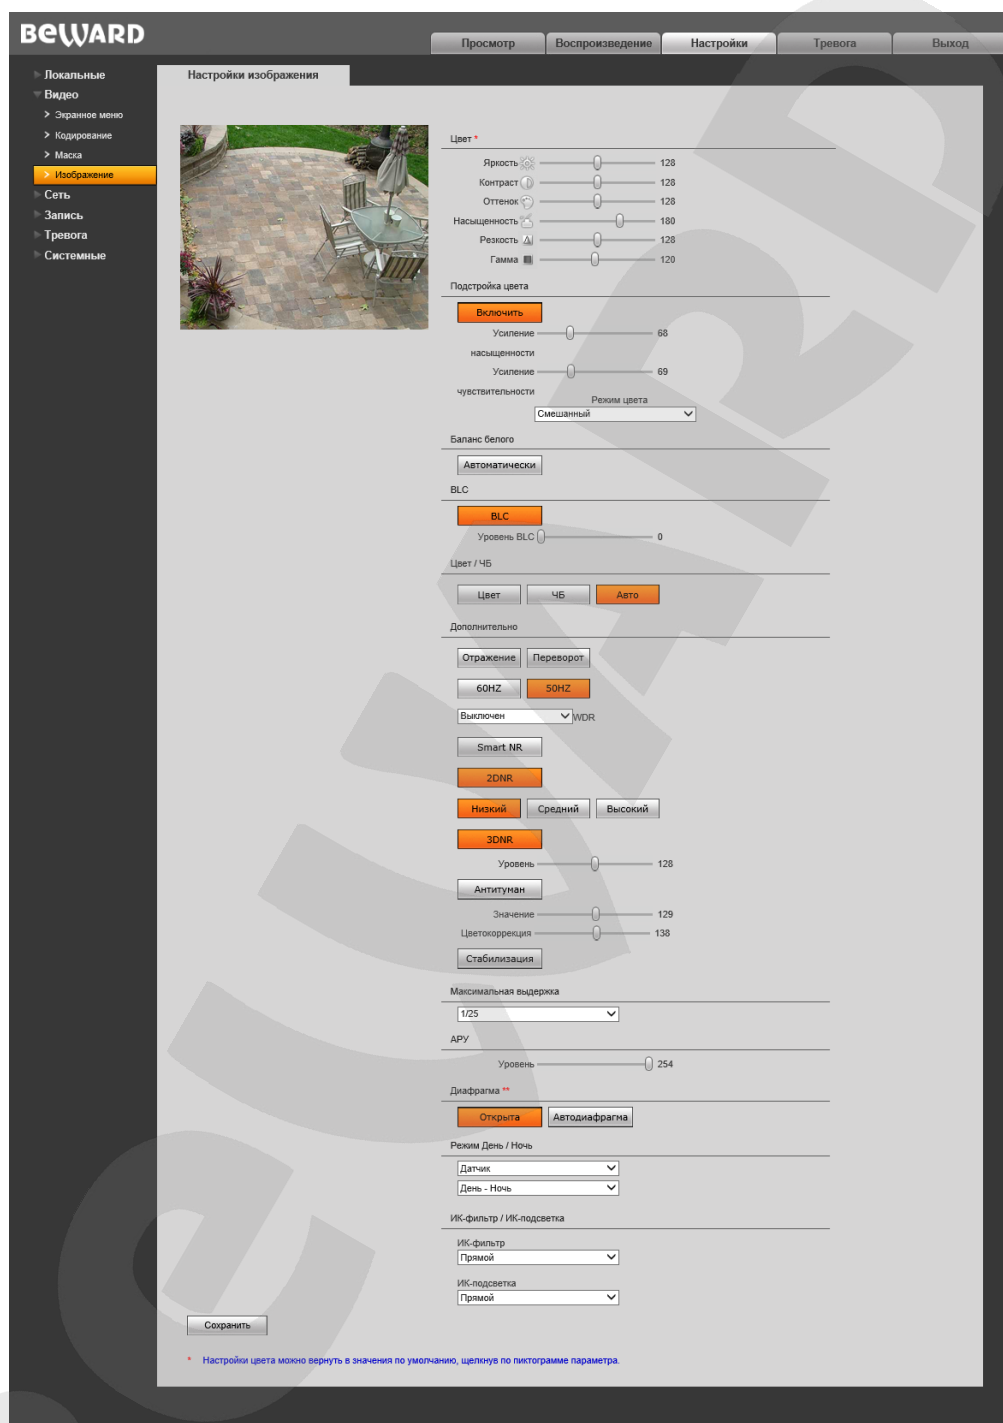 BEWARD
Просмотр Воспроизведение Настройки Тревога Выход
Локальные
Видео
Экранное меню
Кодирование
Маска
Изображение
Сеть
Запись
Тревога
Системные
Настройки изображения
Цвет *
Яркость 128
Контраст 128
Оттенок 128
Насыщенность 180
Резкость 128
Гамма 120
Подстройка цвета
Включить
Усиление 68
насыщенности
Усиление 69
чувствительности
Режим цвета
Смешанный
Баланс белого
Автоматически
BLC
BLC
Уровень BLC 0
Цвет / ЧБ
Цвет ЧБ Авто
Дополнительно
Отражение Переворот
60HZ 50HZ
Выключен WDR
Smart NR
2DNR
Низкий Средний Высокий
3DNR
Уровень 128
Антитуман
Значение 129
Цветокоррекция 138
Стабилизация
Максимальная выдержка
1/25
АРУ
Уровень 254
Диафрагма **
Открыта Автодиафрагма
Режим День / Ночь
Датчик
День - Ночь
ИК-фильтр / ИК-подсветка
ИК-фильтр
Прямой
ИК-подсветка
Прямой
Сохранить
* Настройки цвета можно вернуть в значения по умолчанию, щелкнув по пиктограмме параметра.